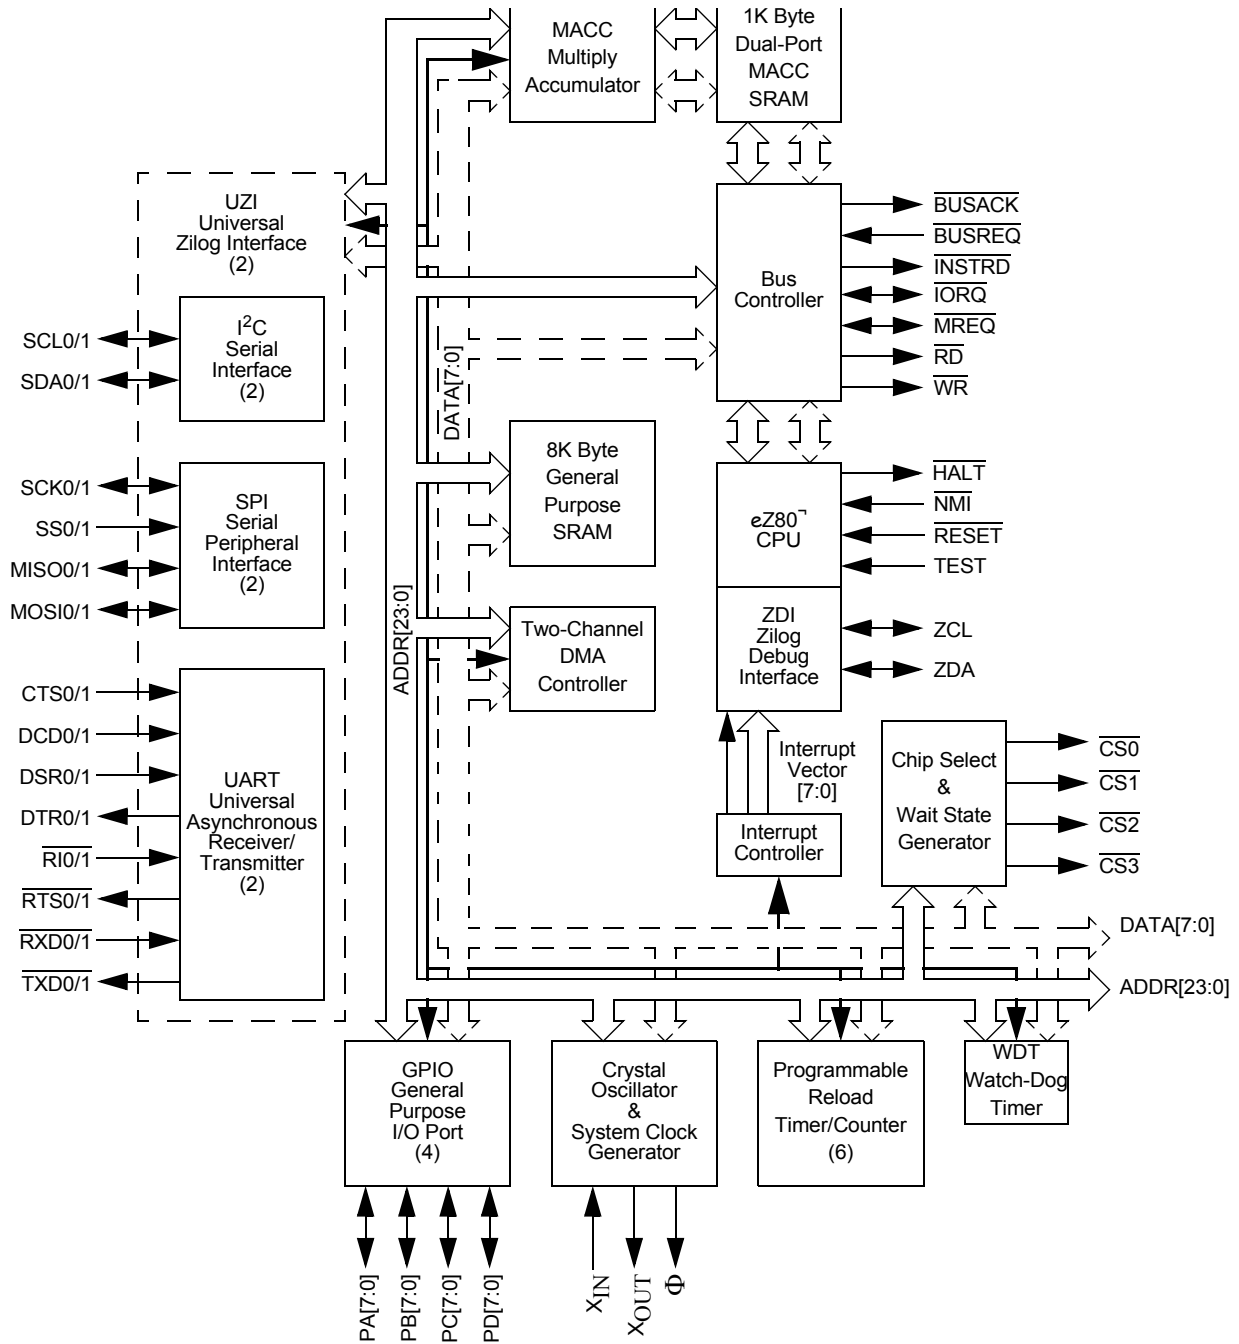 MACC
Multiply
Accumulator
1K Byte
Dual-Port
MACC
SRAM
UZI
Universal
Zilog Interface
(2)
I²C
Serial
Interface
(2)
SCL0/1
SDA0/1
SPI
Serial
Peripheral
Interface
(2)
SCK0/1
SS0/1
MISO0/1
MOSI0/1
UART
Universal
Asynchronous
Receiver/
Transmitter
(2)
CTS0/1
DCD0/1
DSR0/1
DTR0/1
RI0/1
RTS0/1
RXD0/1
TXD0/1
DATA[7:0]
ADDR[23:0]
Bus
Controller
BUSACK
BUSREQ
INSTRD
IORQ
MREQ
RD
WR
8K Byte
General
Purpose
SRAM
eZ80¬
CPU
HALT
NMI
RESET
TEST
Two-Channel
DMA
Controller
ZDI
Zilog
Debug
Interface
ZCL
ZDA
Interrupt
Vector
[7:0]
Interrupt
Controller
Chip Select
&
Wait State
Generator
CS0
CS1
CS2
CS3
DATA[7:0]
ADDR[23:0]
GPIO
General
Purpose
I/O Port
(4)
Crystal
Oscillator
&
System Clock
Generator
Programmable
Reload
Timer/Counter
(6)
WDT
Watch-Dog
Timer
PA[7:0]
PB[7:0]
PC[7:0]
PD[7:0]
XIN
XOUT
Φ